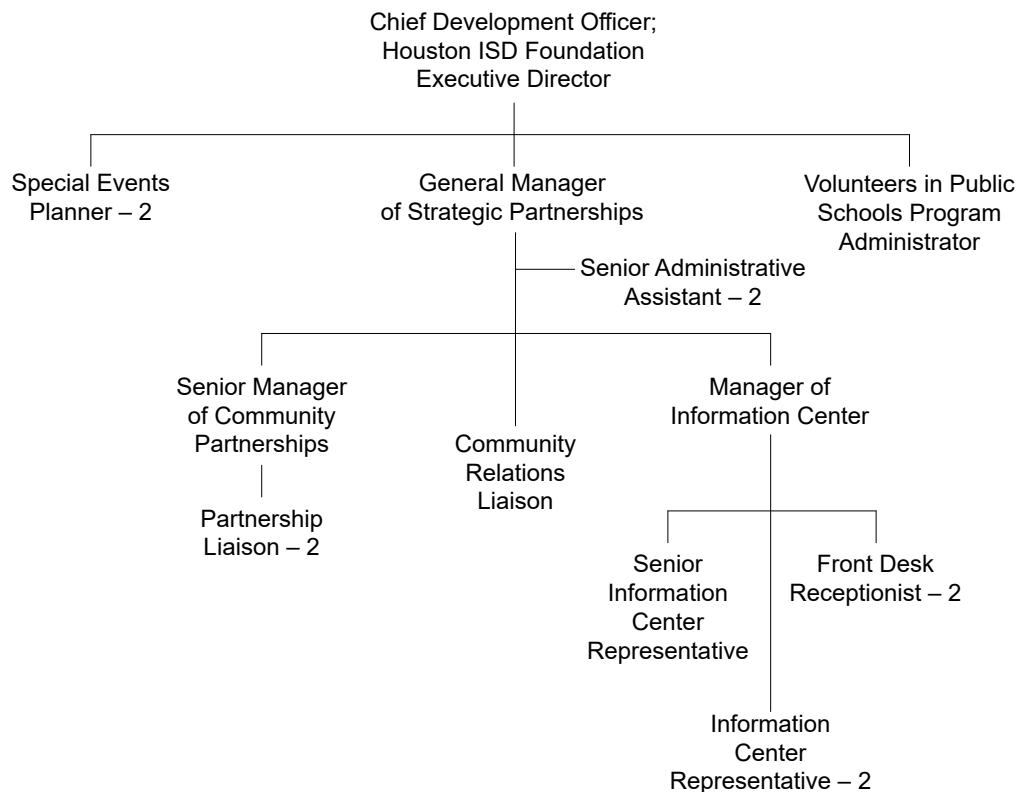 Chief Development Officer;
Houston ISD Foundation
Executive Director
Special Events
Planner – 2
General Manager
of Strategic Partnerships
Volunteers in Public
Schools Program
Administrator
Senior Administrative
Assistant – 2
Senior Manager
of Community
Partnerships
Community
Relations
Liaison
Manager of
Information Center
Partnership
Liaison – 2
Senior
Information
Center
Representative
Front Desk
Receptionist – 2
Information
Center
Representative – 2